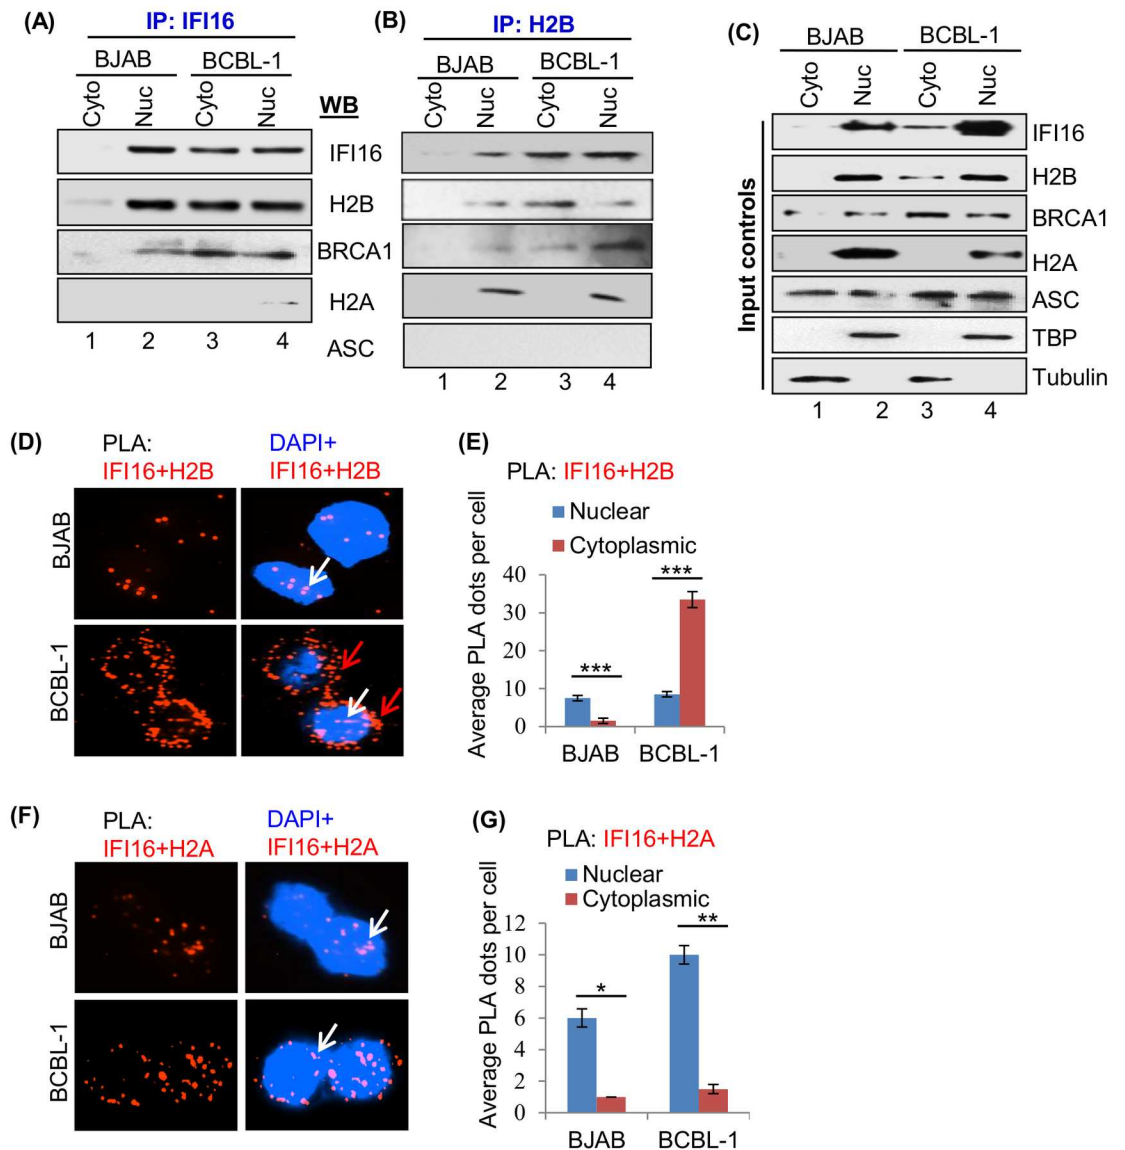 (A)
IP: IFI16
BJAB
BCBL-1
Cyto
Nuc
Cyto
Nuc
WB
IFI16
H2B
BRCA1
H2A
ASC
1 2 3 4
(B)
IP: H2B
BJAB
BCBL-1
Cyto
Nuc
Cyto
Nuc
1 2 3 4
(C)
BJAB
BCBL-1
Cyto
Nuc
Cyto
Nuc
Input controls
IFI16
H2B
BRCA1
H2A
ASC
TBP
Tubulin
1 2 3 4
(D)
PLA:
IFI16+H2B
DAPI+
IFI16+H2B
BJAB
BCBL-1
(E)
PLA: IFI16+H2B
Nuclear
Cytoplasmic
Average PLA dots per cell
40
30
20
10
0
***
***
BJAB
BCBL-1
(F)
PLA:
IFI16+H2A
DAPI+
IFI16+H2A
BJAB
BCBL-1
(G)
PLA: IFI16+H2A
Nuclear
Cytoplasmic
Average PLA dots per cell
12
10
8
6
4
2
0
*
**
BJAB
BCBL-1